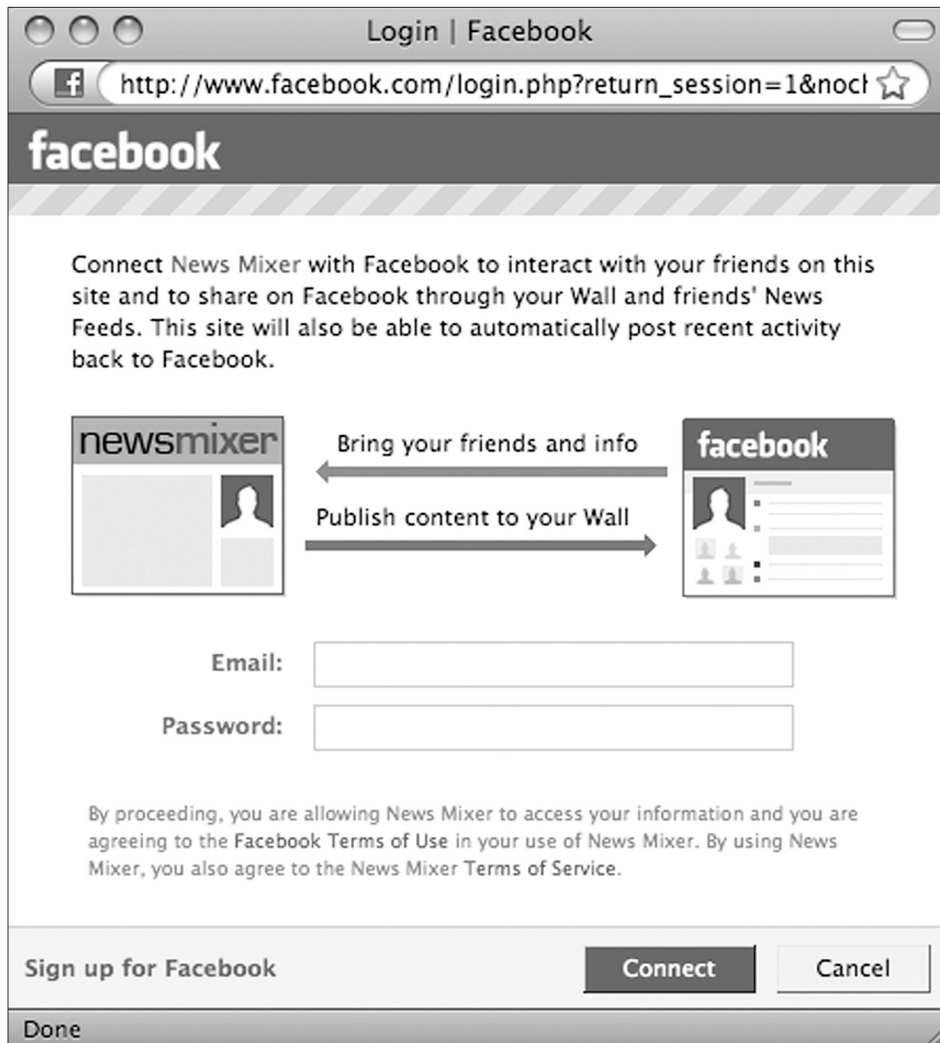 Login | Facebook
http://www.facebook.com/login.php?return_session=1&noch
facebook
Connect News Mixer with Facebook to interact with your friends on this
site and to share on Facebook through your Wall and friends' News
Feeds. This site will also be able to automatically post recent activity
back to Facebook.
newsmixer
Bring your friends and info
Publish content to your Wall
facebook
Email:
Password:
By proceeding, you are allowing News Mixer to access your information and you are
agreeing to the Facebook Terms of Use in your use of News Mixer. By using News
Mixer, you also agree to the News Mixer Terms of Service.
Sign up for Facebook
Connect
Cancel
Done